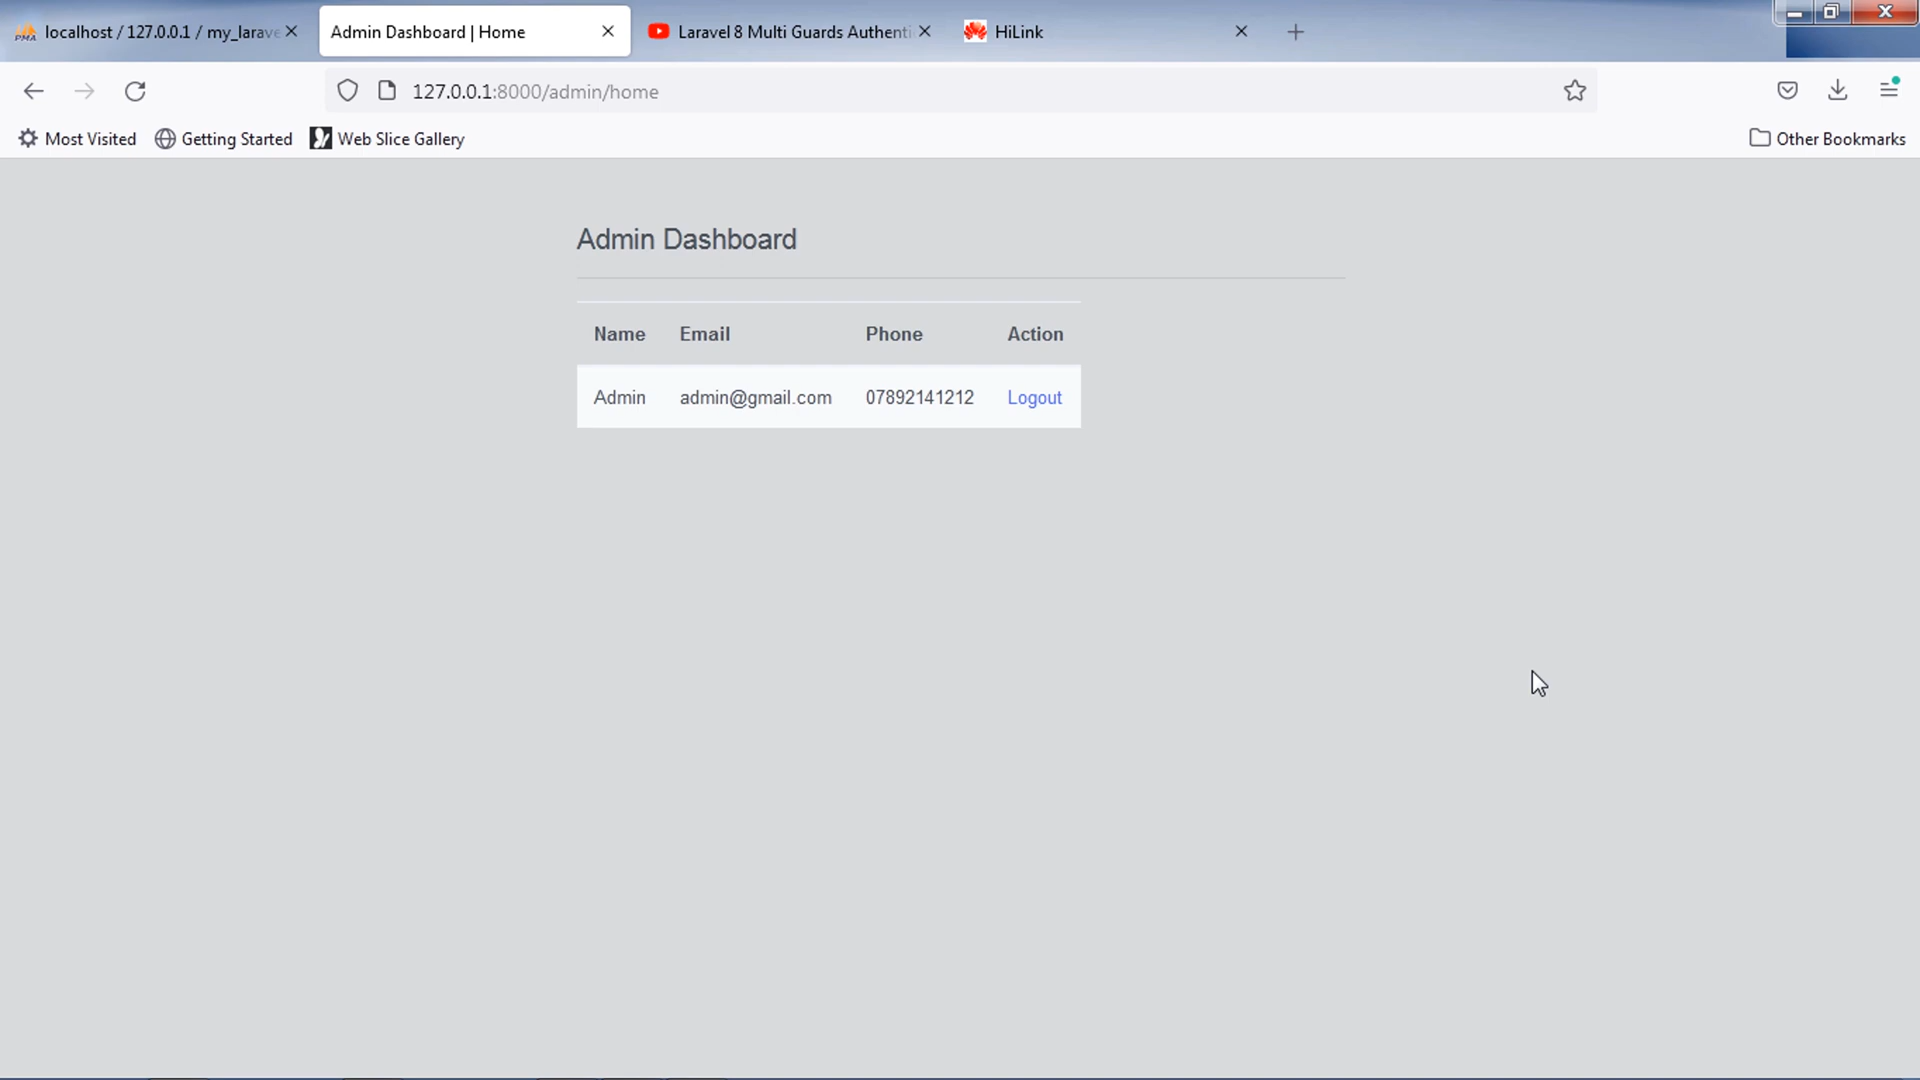 localhost / 127.0.0.1 / my_larave
Admin Dashboard | Home
Laravel 8 Multi Guards Authenti
HiLink
127.0.0.1:8000/admin/home
Most Visited
Getting Started
Web Slice Gallery
Other Bookmarks
Admin Dashboard
Name Email Phone Action
Admin admin@gmail.com 07892141212 Logout